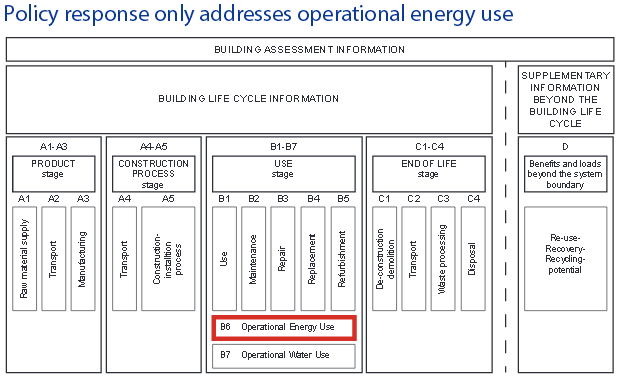 Policy response only addresses operational energy use
BUILDING ASSESSMENT INFORMATION
BUILDING LIFE CYCLE INFORMATION
SUPPLEMENTARY
INFORMATION
BEYOND THE
BUILDING LIFE
CYCLE
A1-A3
PRODUCT
stage
A1 A2 A3
Raw material supply
Transport
Manufacturing
A4-A5
CONSTRUCTION
PROCESS
stage
A4 A5
Transport
Construction-
installtion
process
B1-B7
USE
stage
B1 B2 B3 B4 B5
Use
Maintenance
Repair
Replacement
Refurbishment
B6 Operational Energy Use
B7 Operational Water Use
C1-C4
END OF LIFE
stage
C1 C2 C3 C4
De-construction
demolition
Transport
Waste processing
Disposal
D
Benefits and loads
beyond the system
boundary
Re-use-
Recovery-
Recycling-
potential